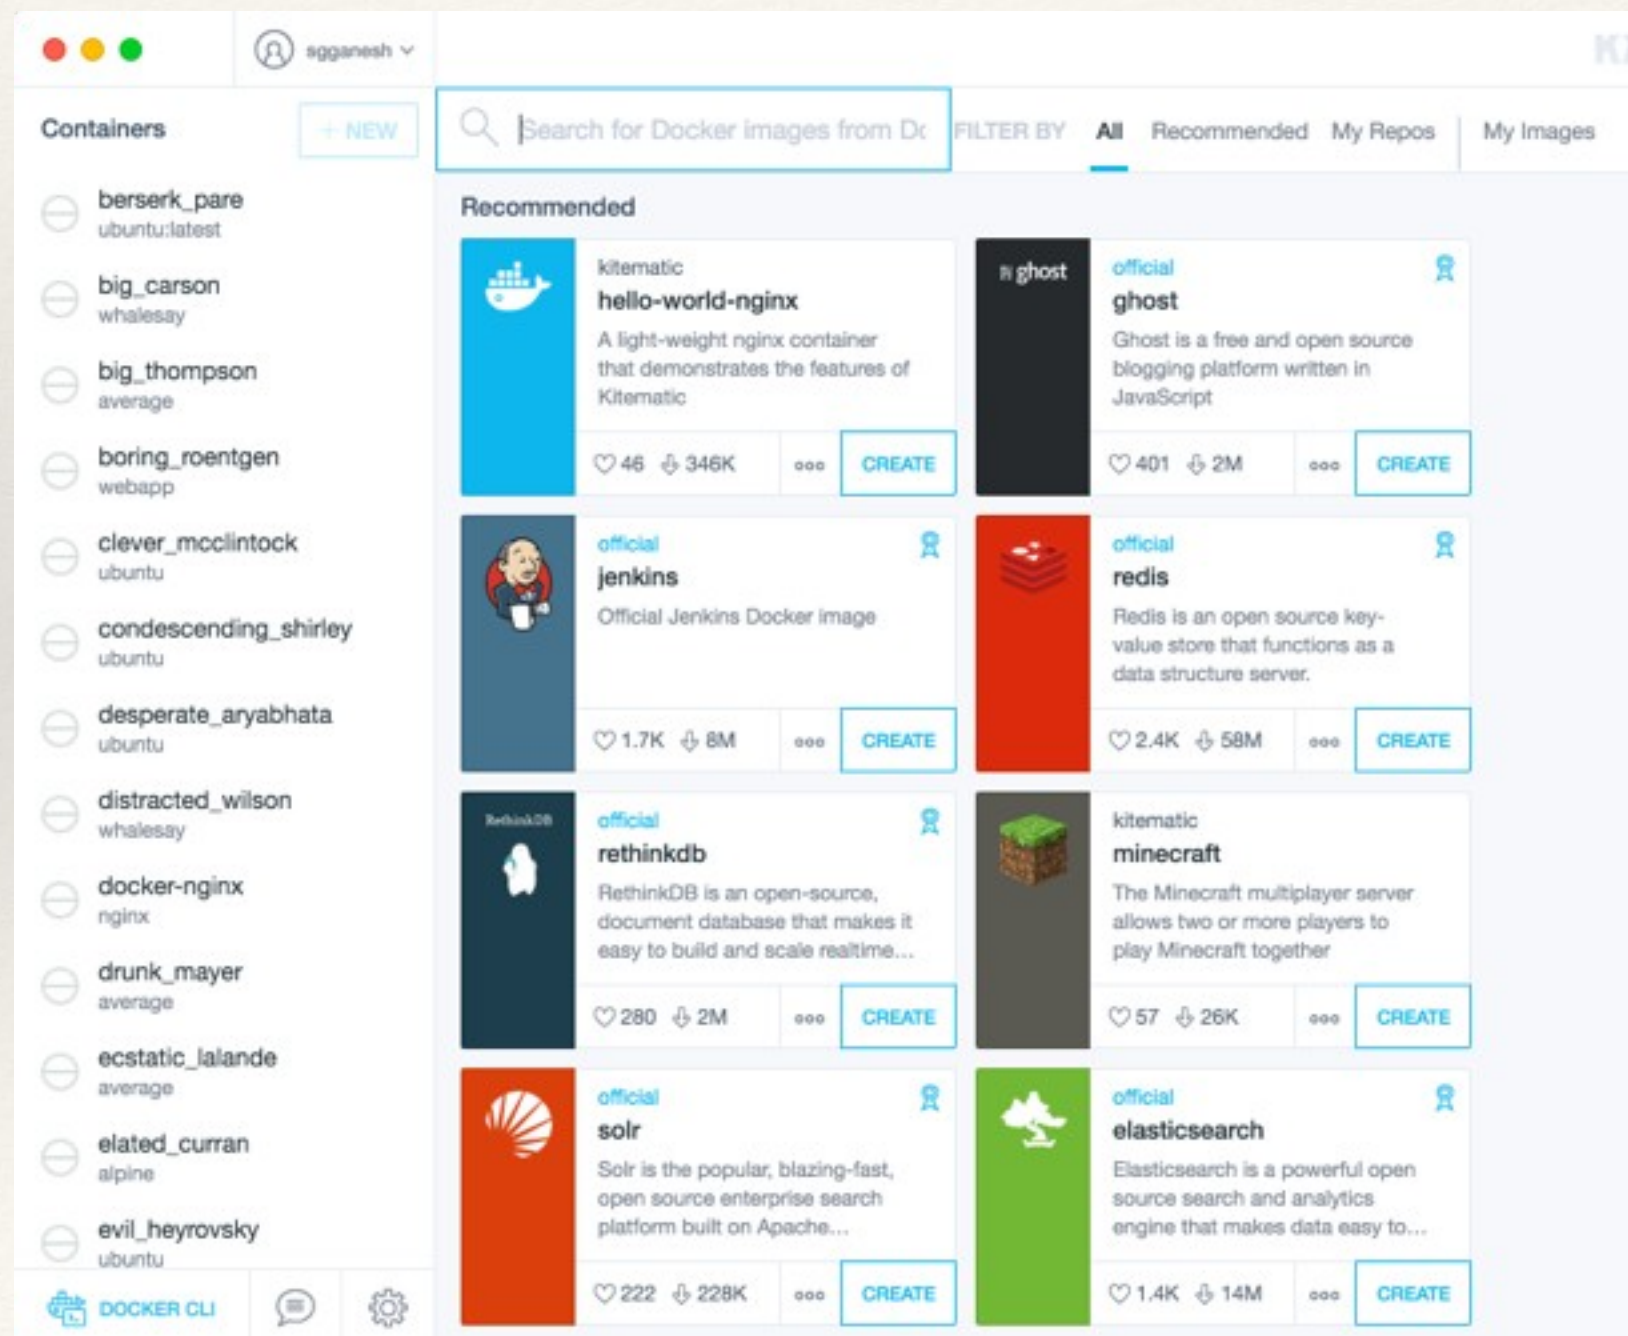 sgganesh
KI
Containers
+ NEW
Search for Docker images from Dc
FILTER BY All Recommended My Repos My Images
berserk_pare
ubuntu:latest
big_carson
whalesay
big_thompson
average
boring_roentgen
webapp
clever_mcclintock
ubuntu
condescending_shirley
ubuntu
desperate_aryabhata
ubuntu
distracted_wilson
whalesay
docker-nginx
nginx
drunk_mayer
average
ecstatic_lalande
average
elated_curran
alpine
evil_heyrovsky
ubuntu
DOCKER CLI
Recommended
kitematic
hello-world-nginx
A light-weight nginx container
that demonstrates the features of
Kitematic
46 346K CREATE
ghost
official
ghost
Ghost is a free and open source
blogging platform written in
JavaScript
401 2M CREATE
official
jenkins
Official Jenkins Docker image
1.7K 8M CREATE
official
redis
Redis is an open source key-
value store that functions as a
data structure server.
2.4K 58M CREATE
RethinkDB
official
rethinkdb
RethinkDB is an open-source,
document database that makes it
easy to build and scale realtime...
280 2M CREATE
kitematic
minecraft
The Minecraft multiplayer server
allows two or more players to
play Minecraft together
57 26K CREATE
official
solr
Solr is the popular, blazing-fast,
open source enterprise search
platform built on Apache...
222 228K CREATE
official
elasticsearch
Elasticsearch is a powerful open
source search and analytics
engine that makes data easy to...
1.4K 14M CREATE